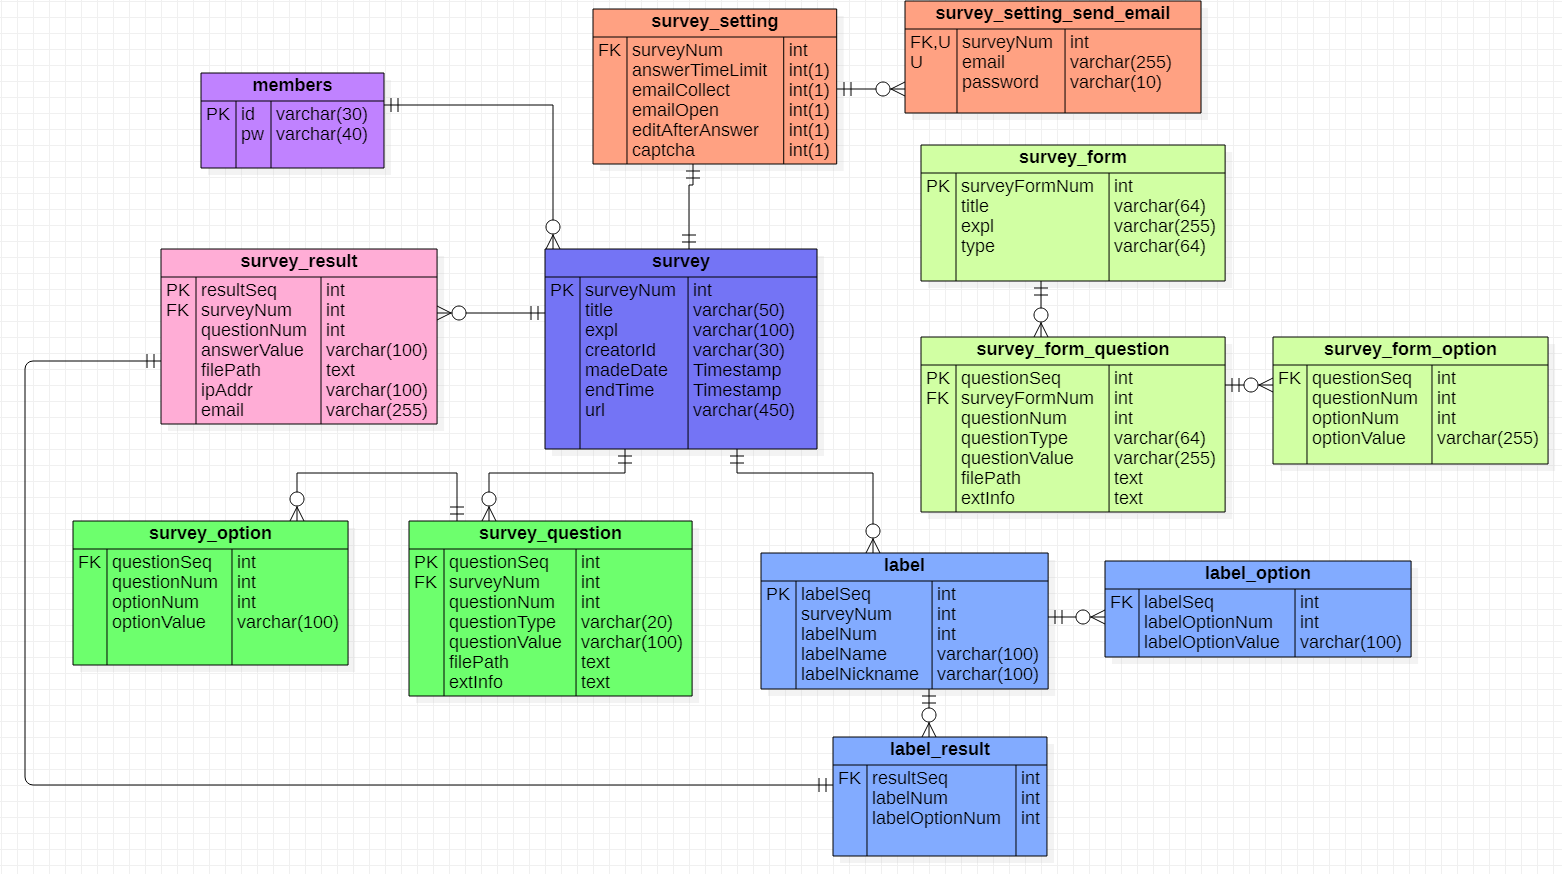 survey_setting
FK surveyNum int
answerTimeLimit int(1)
emailCollect int(1)
emailOpen int(1)
editAfterAnswer int(1)
captcha int(1)
survey_setting_send_email
FK,U surveyNum int
U email varchar(255)
password varchar(10)
members
PK id varchar(30)
pw varchar(40)
survey_form
PK surveyFormNum int
title varchar(64)
expl varchar(255)
type varchar(64)
survey_result
PK resultSeq int
FK surveyNum int
questionNum int
answerValue varchar(100)
filePath text
ipAddr varchar(100)
email varchar(255)
survey
PK surveyNum int
title varchar(50)
expl varchar(100)
creatorId varchar(30)
madeDate Timestamp
endTime Timestamp
url varchar(450)
survey_form_question
PK questionSeq int
FK surveyFormNum int
questionNum int
questionType varchar(64)
questionValue varchar(255)
filePath text
extInfo text
survey_form_option
FK questionSeq int
questionNum int
optionNum int
optionValue varchar(255)
survey_option
FK questionSeq int
questionNum int
optionNum int
optionValue varchar(100)
survey_question
PK questionSeq int
FK surveyNum int
questionNum int
questionType varchar(20)
questionValue varchar(100)
filePath text
extInfo text
label
PK labelSeq int
surveyNum int
labelNum int
labelName varchar(100)
labelNickname varchar(100)
label_option
FK labelSeq int
labelOptionNum int
labelOptionValue varchar(100)
label_result
FK resultSeq int
labelNum int
labelOptionNum int